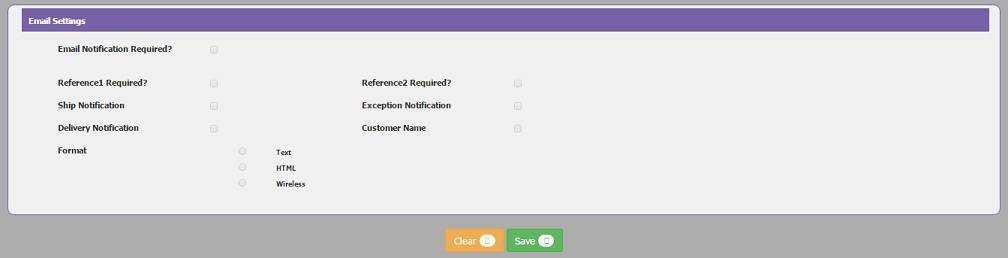 Email Settings
Email Notification Required?
Reference1 Required? Reference2 Required?
Ship Notification Exception Notification
Delivery Notification Customer Name
Format Text
HTML
Wireless
Clear Save